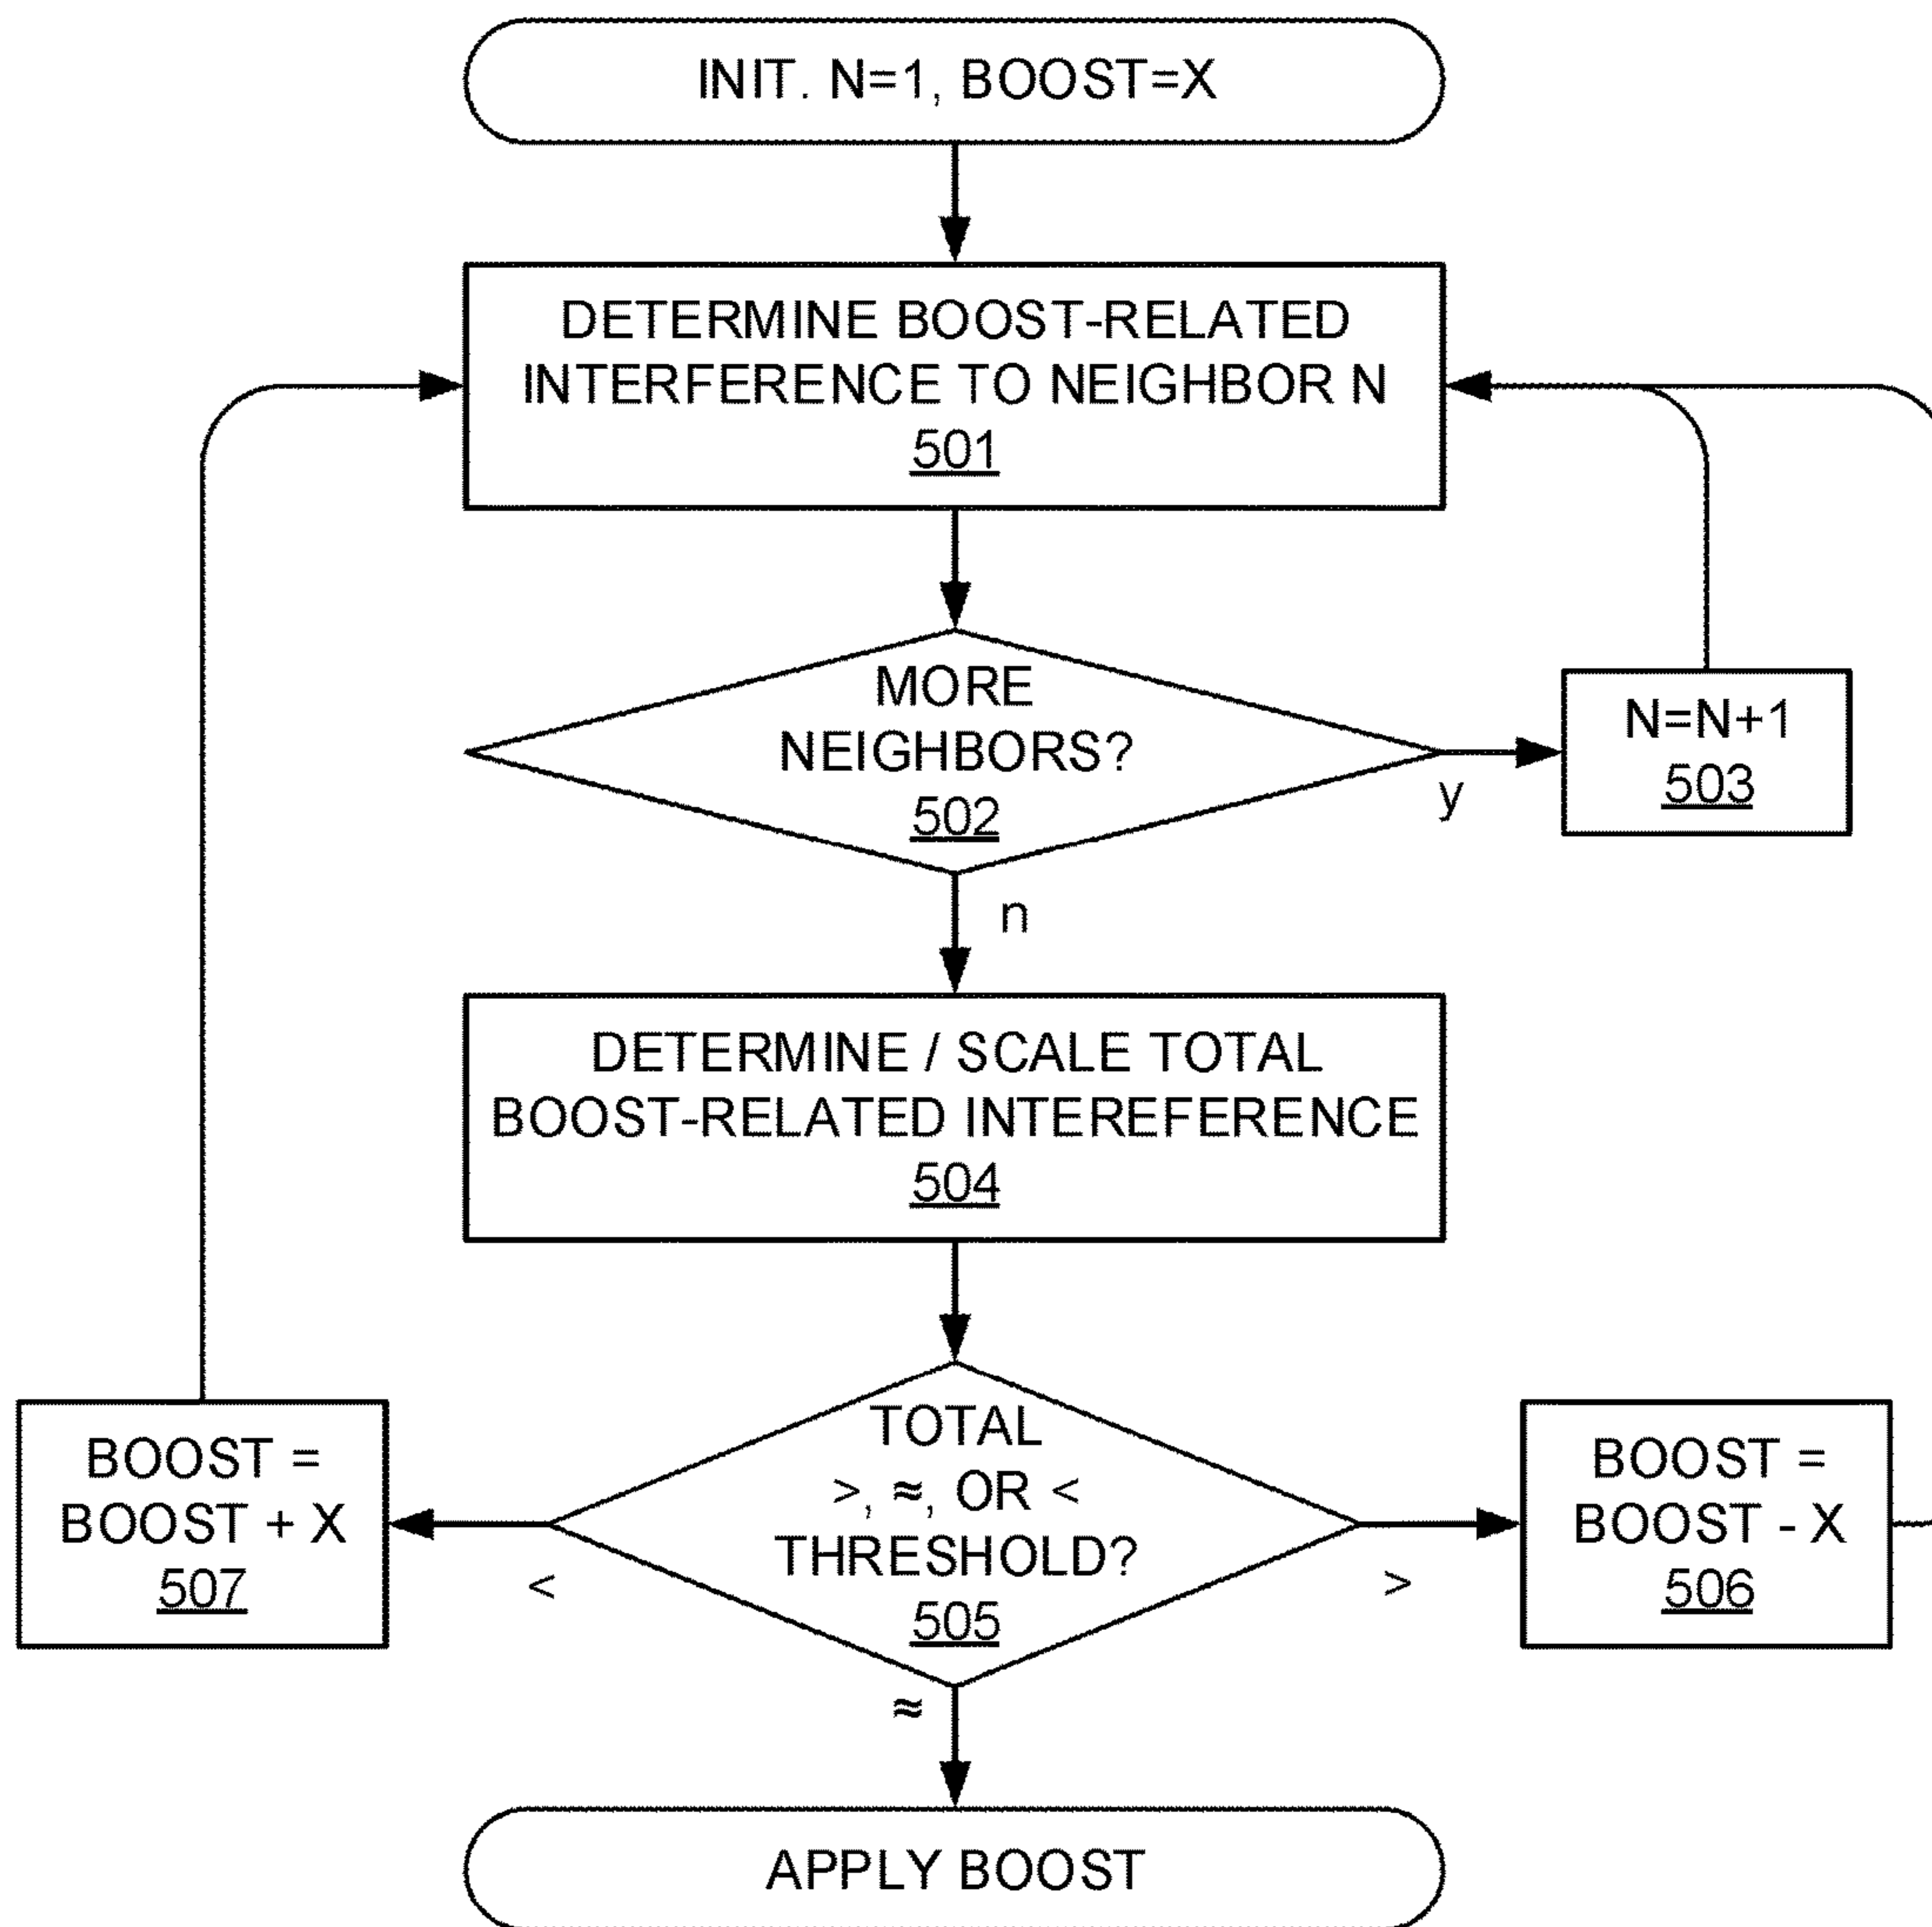 INIT. N=1, BOOST=X
DETERMINE BOOST-RELATED
INTERFERENCE TO NEIGHBOR N
501
MORE
NEIGHBORS?
502
y
N=N+1
503
n
DETERMINE / SCALE TOTAL
BOOST-RELATED INTEREFERENCE
504
TOTAL
>, ≈, OR <
THRESHOLD?
505
<
BOOST =
BOOST + X
507
>
BOOST =
BOOST - X
506
≈
APPLY BOOST